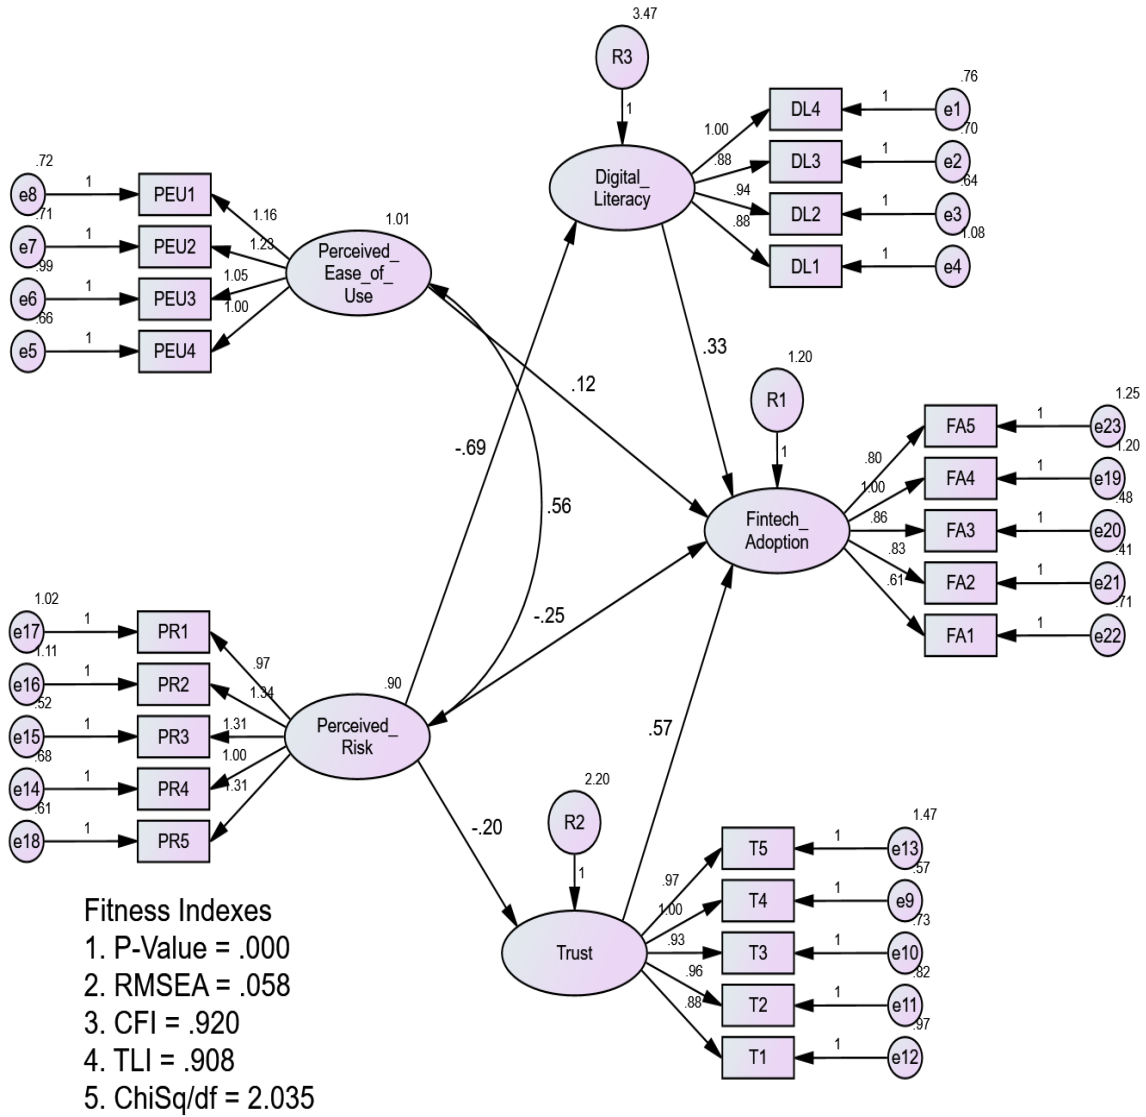 3.47
R3
1
Digital_
Literacy
1.00
.88
.94
.88
DL4
DL3
DL2
DL1
1
1
1
1
.76
e1
.70
e2
.64
e3
1.08
e4
.72
e8
.71
e7
.99
e6
.66
e5
1
1
1
1
PEU1
PEU2
PEU3
PEU4
1.16
1.23
1.05
1.00
1.01
Perceived_
Ease_of_
Use
.12
.33
-.69
.56
-.25
.57
-.20
1.20
R1
1
Fintech_
Adoption
.80
1.00
.86
.83
.61
FA5
FA4
FA3
FA2
FA1
1
1
1
1
1
1.25
e23
1.20
e19
.48
e20
.41
e21
.71
e22
1.02
e17
1.11
e16
.52
e15
.68
e14
.61
e18
1
1
1
1
1
PR1
PR2
PR3
PR4
PR5
.97
1.34
1.31
1.00
1.31
.90
Perceived_
Risk
2.20
R2
1
Trust
.97
1.00
.93
.96
.88
T5
T4
T3
T2
T1
1
1
1
1
1
1.47
e13
.57
e9
.73
e10
.82
e11
.97
e12
Fitness Indexes
1. P-Value = .000
2. RMSEA = .058
3. CFI = .920
4. TLI = .908
5. ChiSq/df = 2.035